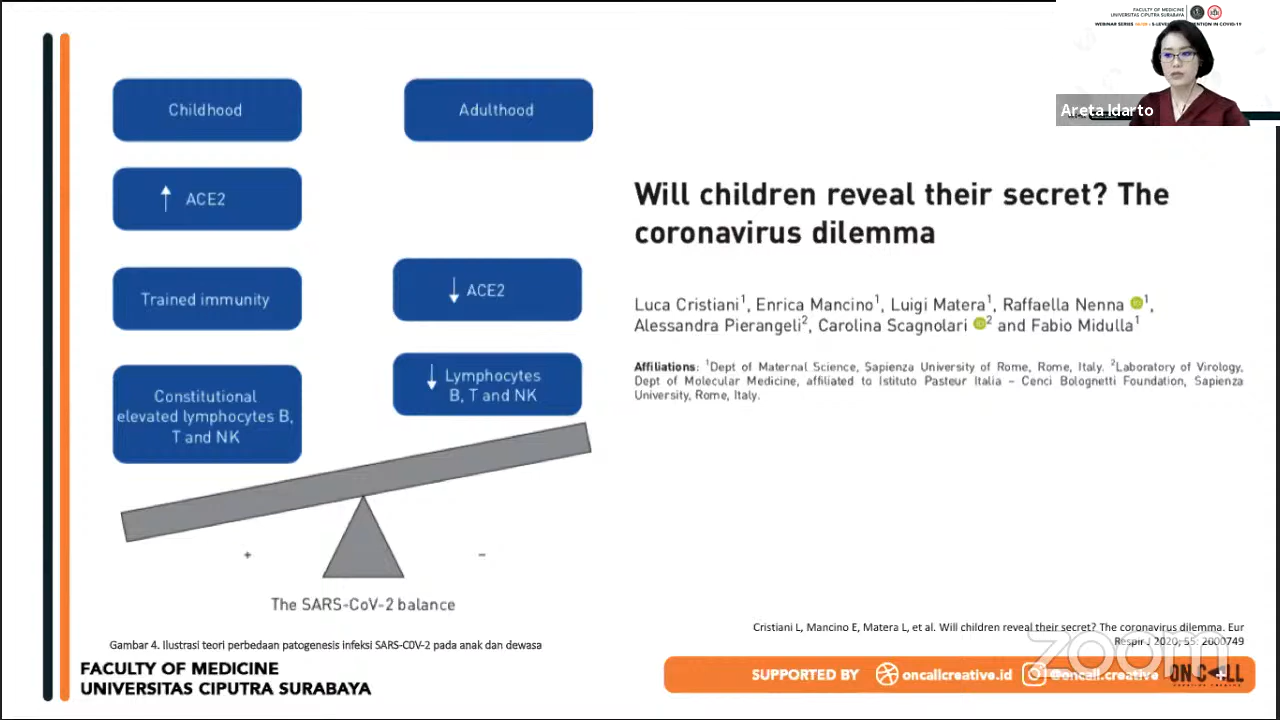 FACULTY OF MEDICINE
UNIVERSITAS CIPUTRA SURABAYA
Areta Idarto
Childhood
Adulthood
↑ ACE2
Trained immunity
Constitutional
elevated lymphocytes B,
T and NK
↓ ACE2
↓ Lymphocytes
B, T and NK
+
−
The SARS-CoV-2 balance
Gambar 4. Ilustrasi teori perbedaan patogenesis infeksi SARS-COV-2 pada anak dan dewasa
Will children reveal their secret? The
coronavirus dilemma
Luca Cristiani1, Enrica Mancino1, Luigi Matera1, Raffaella Nenna1,
Alessandra Pierangeli2, Carolina Scagnolari2 and Fabio Midulla1
Affiliations: 1Dept of Maternal Science, Sapienza University of Rome, Rome, Italy. 2Laboratory of Virology,
Dept of Molecular Medicine, affiliated to Istituto Pasteur Italia – Cenci Bolognetti Foundation, Sapienza
University, Rome, Italy.
Cristiani L, Mancino E, Matera L, et al. Will children reveal their secret? The coronavirus dilemma. Eur
Respir J 2020; 55: 2000749
zoom
FACULTY OF MEDICINE
UNIVERSITAS CIPUTRA SURABAYA
SUPPORTED BY oncallcreative.id @oncall.creative ON CALL